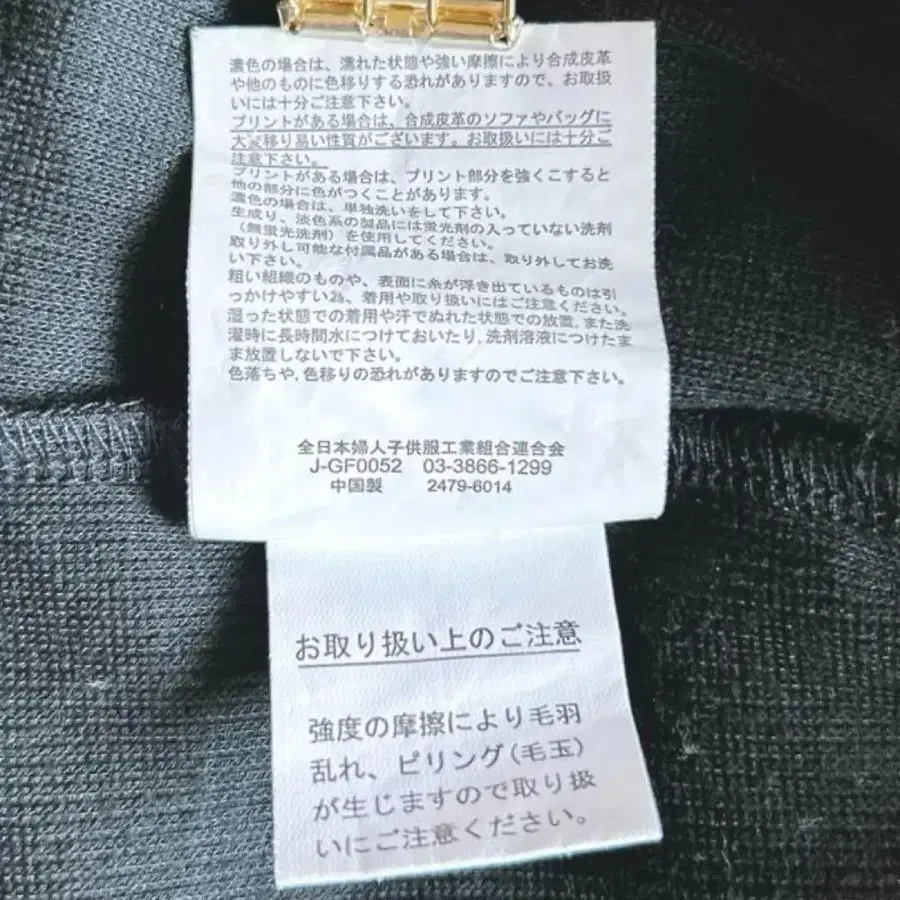 濃色の場合は、濡れた状態や強い摩擦により合成皮革
や他のものに色移りする恐れがありますので、お取扱
いには十分ご注意下さい。
プリントがある場合は、合成皮革のソファやバッグに
大変移り易い性質がございます。お取扱いには十分ご
注意下さい。
プリントがある場合は、プリント部分を強くこすると
他の部分に色がつくことがあります。
濃色の場合は、単独洗いをして下さい。
生成り、淡色系の製品には蛍光剤の入っていない洗剤
（無蛍光洗剤）を使用してください。
取り外し可能な付属品がある場合は、取り外してお洗
い下さい。
粗い組織のものや、表面に糸が浮き出ているものは引
っかけやすい為、着用や取り扱いにはご注意ください。
湿った状態での着用や汗でぬれた状態での放置,また洗
濯時に長時間水につけておいたり,洗剤溶液につけたま
ま放置しないで下さい。
色落ちや,色移りの恐れがありますのでご注意下さい。
全日本婦人子供服工業組合連合会
J-GF0052 03-3866-1299
中国製 2479-6014
お取り扱い上のご注意
強度の摩擦により毛羽
乱れ、ピリング(毛玉)
が生じますので取り扱
いにご注意ください。